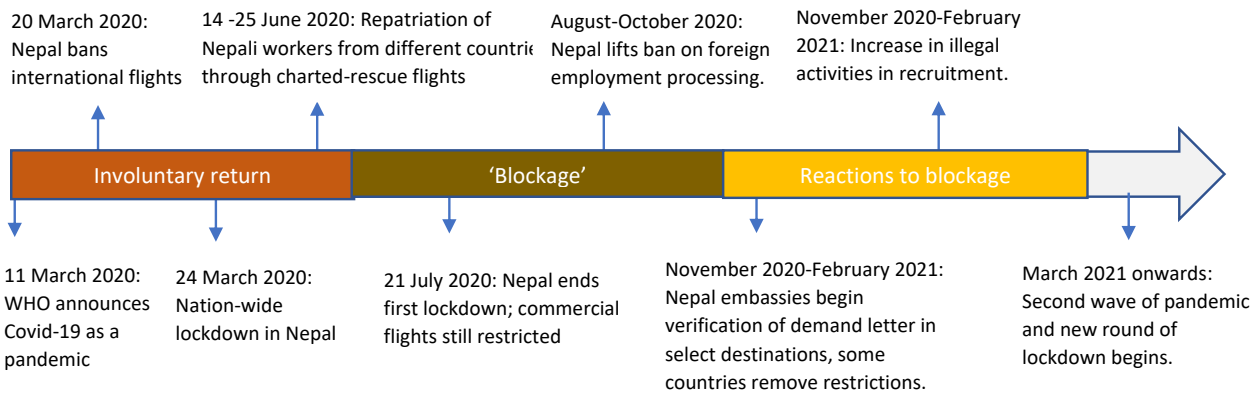 20 March 2020:
Nepal bans
international flights
14 -25 June 2020: Repatriation of
Nepali workers from different countrie
through charted-rescue flights
August-October 2020:
Nepal lifts ban on foreign
employment processing.
November 2020-February
2021: Increase in illegal
activities in recruitment.
Involuntary return
‘Blockage’
Reactions to blockage
11 March 2020:
WHO announces
Covid-19 as a
pandemic
24 March 2020:
Nation-wide
lockdown in Nepal
21 July 2020: Nepal ends
first lockdown; commercial
flights still restricted
November 2020-February 2021:
Nepal embassies begin
verification of demand letter in
select destinations, some
countries remove restrictions.
March 2021 onwards:
Second wave of pandemic
and new round of
lockdown begins.